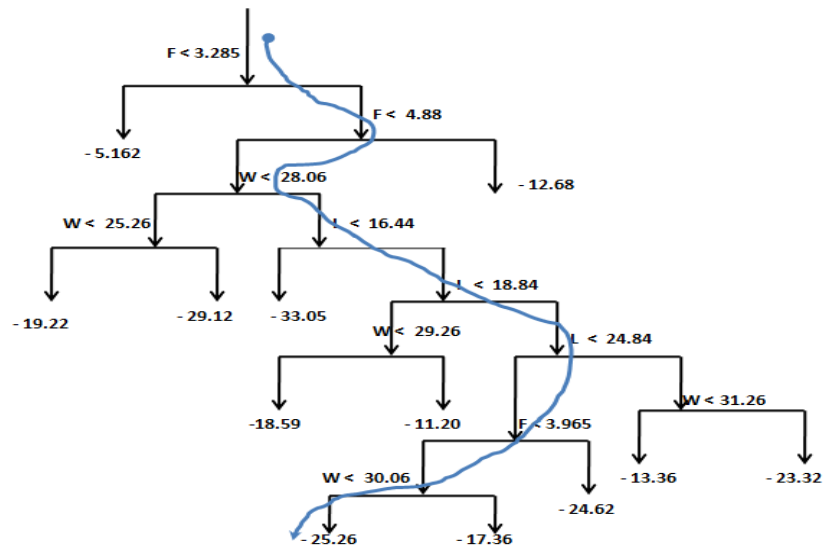 F < 3.285
F < 4.88
- 5.162
W < 28.06
- 12.68
W < 25.26
L < 16.44
- 19.22
- 29.12
- 33.05
L < 18.84
W < 29.26
L < 24.84
-18.59
- 11.20
F < 3.965
W < 31.26
- 13.36
- 23.32
W < 30.06
- 24.62
- 25.26
- 17.36